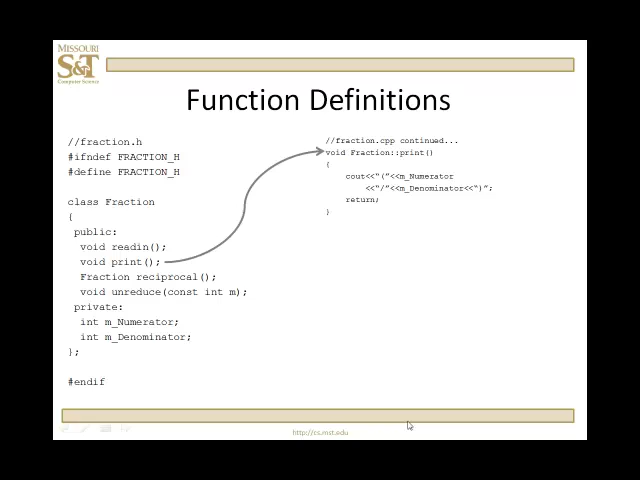 MISSOURI
S&T
Computer Science
Function Definitions
//fraction.h
#ifndef FRACTION_H
#define FRACTION_H
class Fraction
{
public:
void readin();
void print();
Fraction reciprocal();
void unreduce(const int m);
private:
int m_Numerator;
int m_Denominator;
};
#endif
//fraction.cpp continued...
void Fraction::print()
{
cout<<“(”<<m_Numerator
<<“/”<<m_Denominator<<“)”;
return;
}
http://cs.mst.edu